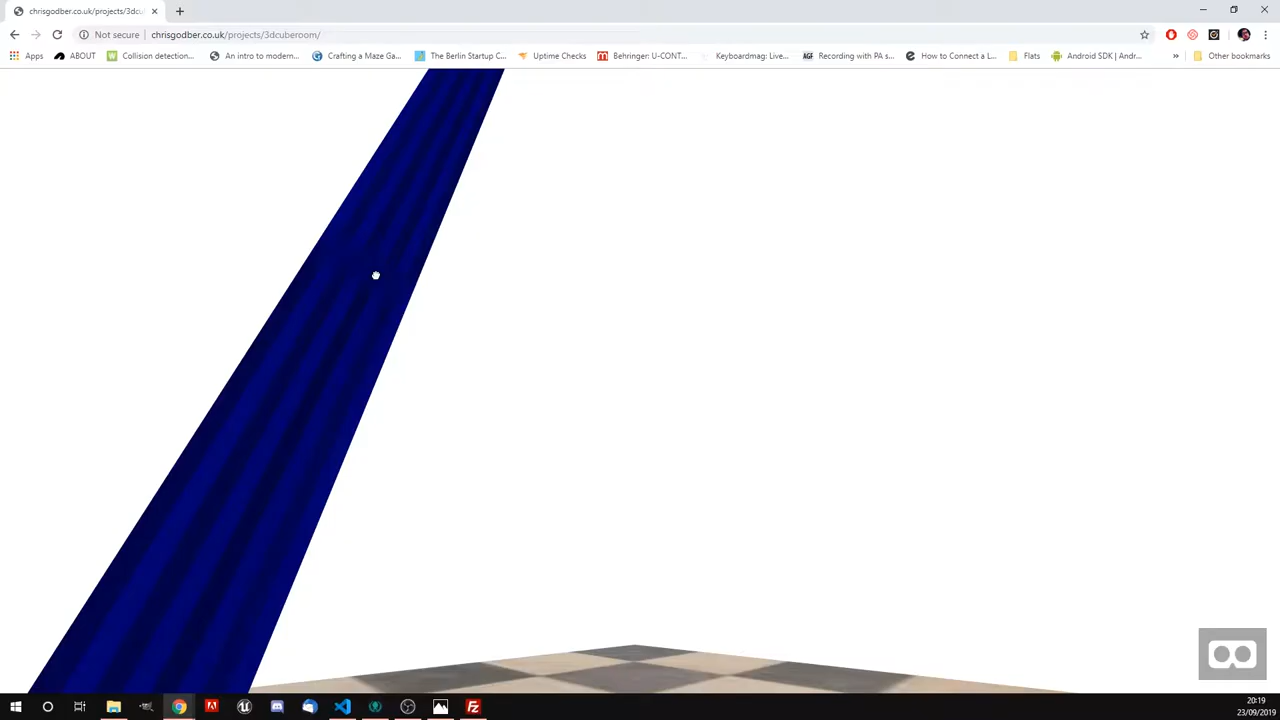 chrisgodber.co.uk/projects/3dcu
Not secure
chrisgodber.co.uk/projects/3dcuberoom/
Apps
ABOUT
Collision detection...
An intro to modern...
Crafting a Maze Ga...
The Berlin Startup C...
Uptime Checks
Behringer: U-CONT...
Keyboardmag: Live...
AGF
Recording with PA s...
How to Connect a L...
Flats
Android SDK | Andr...
»
Other bookmarks
20:19
23/09/2019